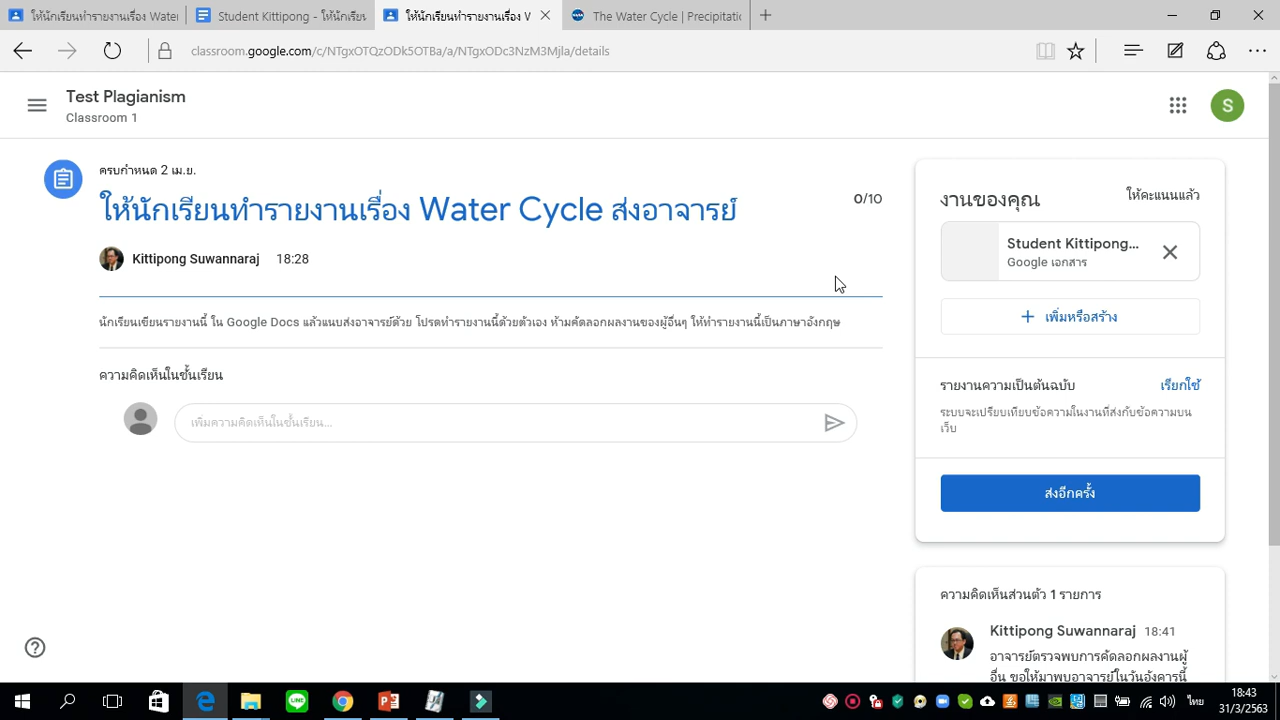 ให้นักเรียนทำรายงานเรื่อง Water
Student Kittipong - ให้นักเรีย
ให้นักเรียนทำรายงานเรื่อง W
The Water Cycle | Precipitatio
classroom.google.com/c/NTgxOTQzODk5OTBa/a/NTgxODc3NzM3Mjla/details
Test Plagianism
Classroom 1
S
ครบกำหนด 2 เม.ย.
ให้นักเรียนทำรายงานเรื่อง Water Cycle ส่งอาจารย์
0/10
Kittipong Suwannaraj 18:28
นักเรียนเขียนรายงานนี้ ใน Google Docs แล้วแนบส่งอาจารย์ด้วย โปรดทำรายงานนี้ด้วยตัวเอง ห้ามคัดลอกผลงานของผู้อื่นๆ ให้ทำรายงานนี้เป็นภาษาอังกฤษ
ความคิดเห็นในชั้นเรียน
เพิ่มความคิดเห็นในชั้นเรียน...
งานของคุณ
ให้คะแนนแล้ว
Student Kittipong...
Google เอกสาร
เพิ่มหรือสร้าง
รายงานความเป็นต้นฉบับ
เรียกใช้
ระบบจะเปรียบเทียบข้อความในงานที่ส่งกับข้อความบน
เว็บ
ส่งอีกครั้ง
ความคิดเห็นส่วนตัว 1 รายการ
Kittipong Suwannaraj 18:41
อาจารย์ตรวจพบการคัดลอกผลงานผู้
อื่น ขอให้มาพบอาจารย์ในวันอังคารนี้
ไทย
18:43
31/3/2563